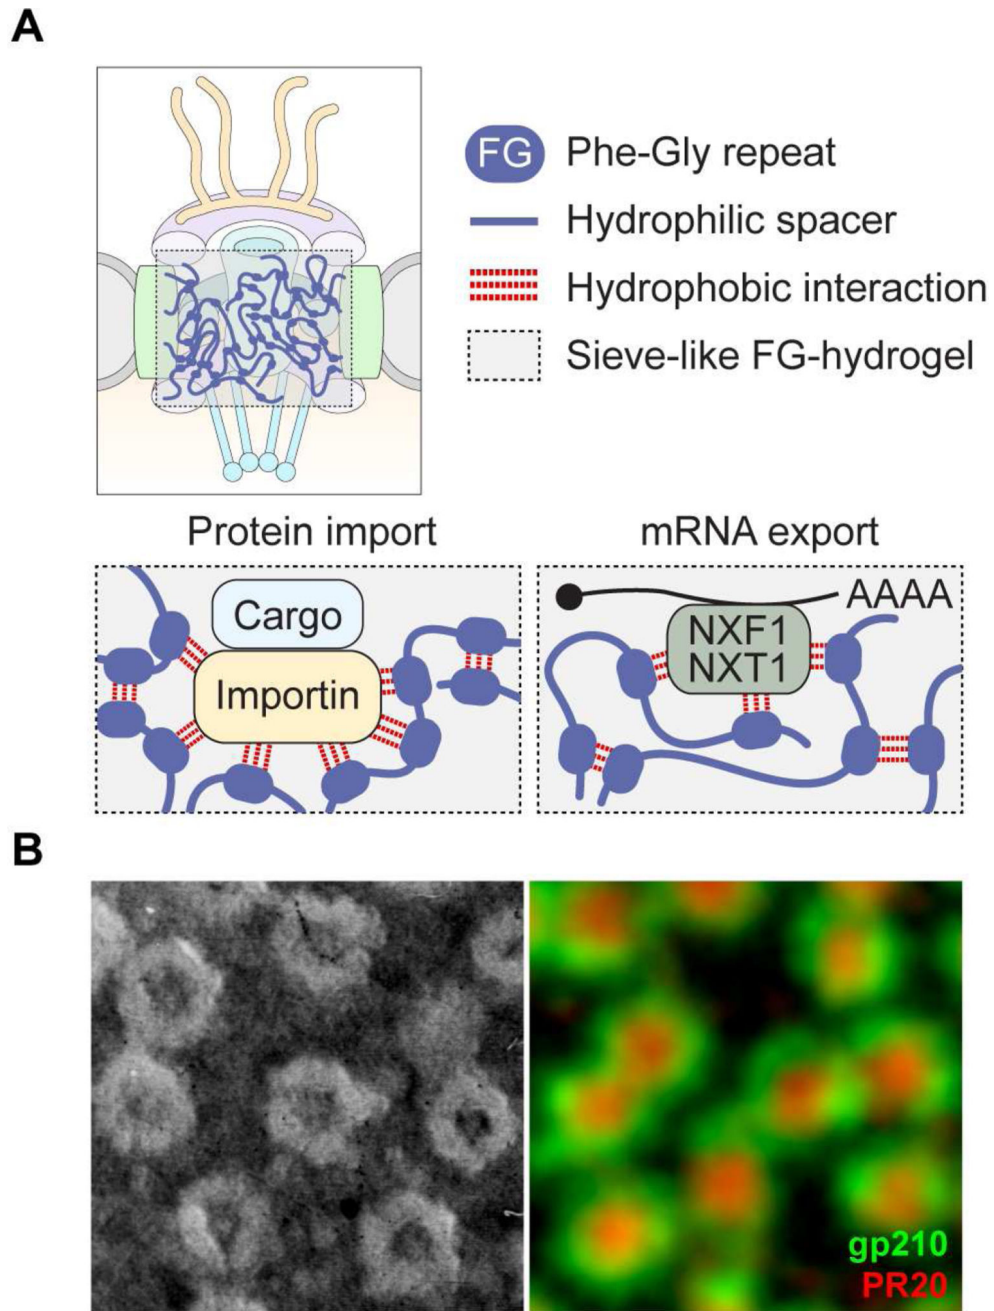 A
FG Phe-Gly repeat
Hydrophilic spacer
Hydrophobic interaction
Sieve-like FG-hydrogel
Protein import
mRNA export
Cargo
Importin
AAAA
NXF1
NXT1
B
gp210
PR20